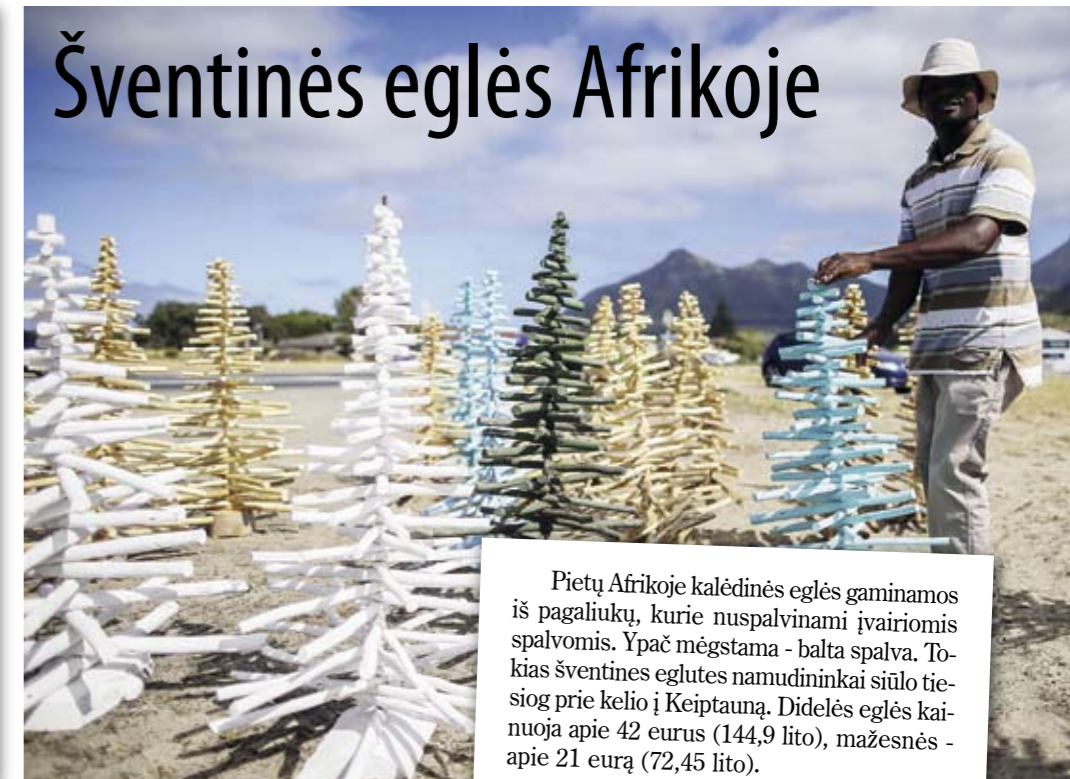 Šventinės eglės Afrikoje
Pietų Afrikoje kalėdinės eglės gaminamos
iš pagaliukų, kurie nuspalvinami įvairiomis
spalvomis. Ypač mėgstama - balta spalva. To-
kias šventines eglutes namudininkai siūlo tie-
siog prie kelio į Keiptauną. Didelės eglės kai-
nuoja apie 42 eurus (144,9 lito), mažesnės -
apie 21 eurą (72,45 lito).